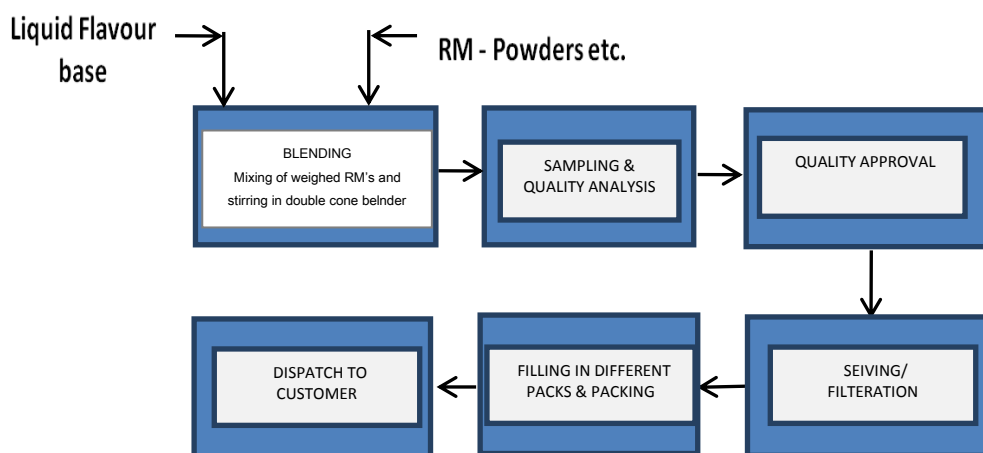 Liquid Flavour
base
RM - Powders etc.
BLENDING
Mixing of weighed RM's and
stirring in double cone belnder
SAMPLING &
QUALITY ANALYSIS
QUALITY APPROVAL
SEIVING/
FILTERATION
FILLING IN DIFFERENT
PACKS & PACKING
DISPATCH TO
CUSTOMER